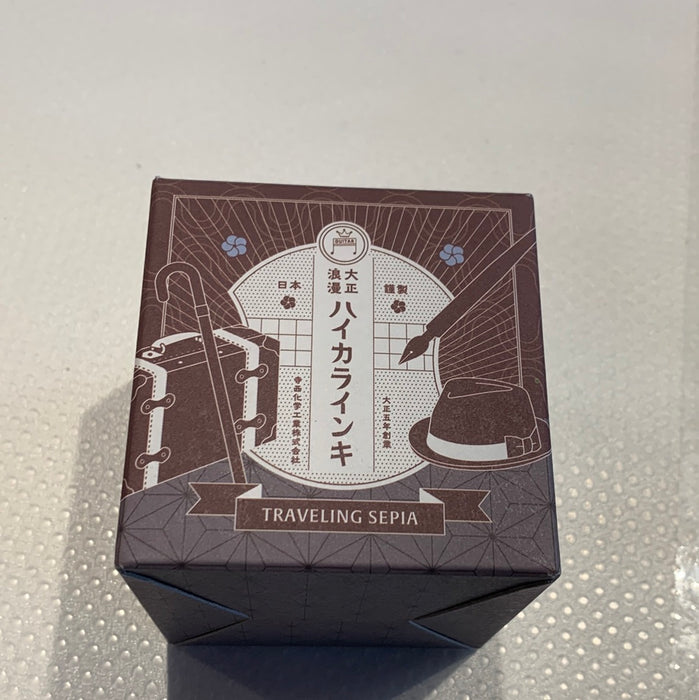 GUITAR
日本
大正
浪漫
謹製
ハイカラインキ
大正五年創業
寺西化学工業株式会社
TRAVELING SEPIA